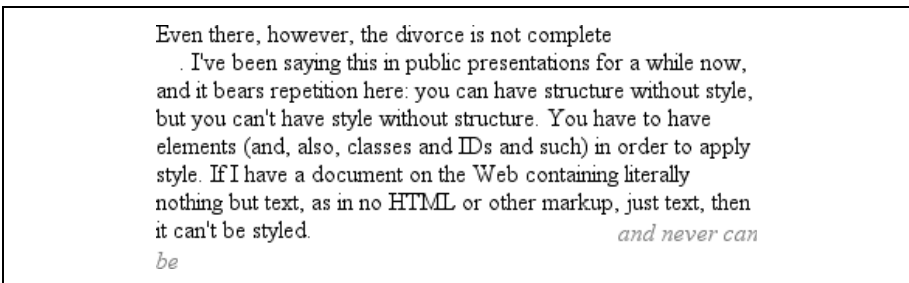 Even there, however, the divorce is not complete
. I've been saying this in public presentations for a while now,
and it bears repetition here: you can have structure without style,
but you can't have style without structure. You have to have
elements (and, also, classes and IDs and such) in order to apply
style. If I have a document on the Web containing literally
nothing but text, as in no HTML or other markup, just text, then
it can't be styled. and never can
be